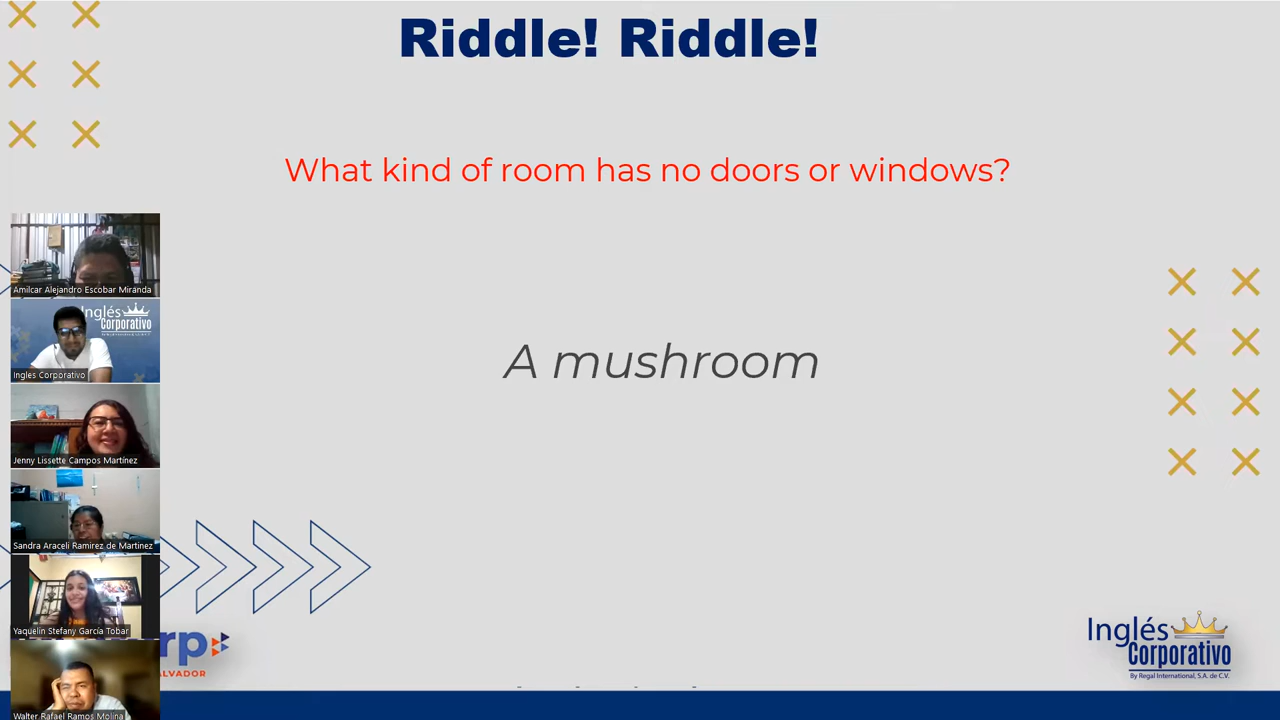 Riddle! Riddle!
What kind of room has no doors or windows?
A mushroom
Amilcar Alejandro Escobar Miranda
Inglés
Corporativo
Ingles Corporativo
Jenny Lissette Campos Martínez
Sandra Araceli Ramirez de Martinez
Yaquelin Stefany García Tobar
Walter Rafael Ramos Molina
rp
ALVADOR
Inglés
Corporativo
By Regal International, S.A. de C.V.